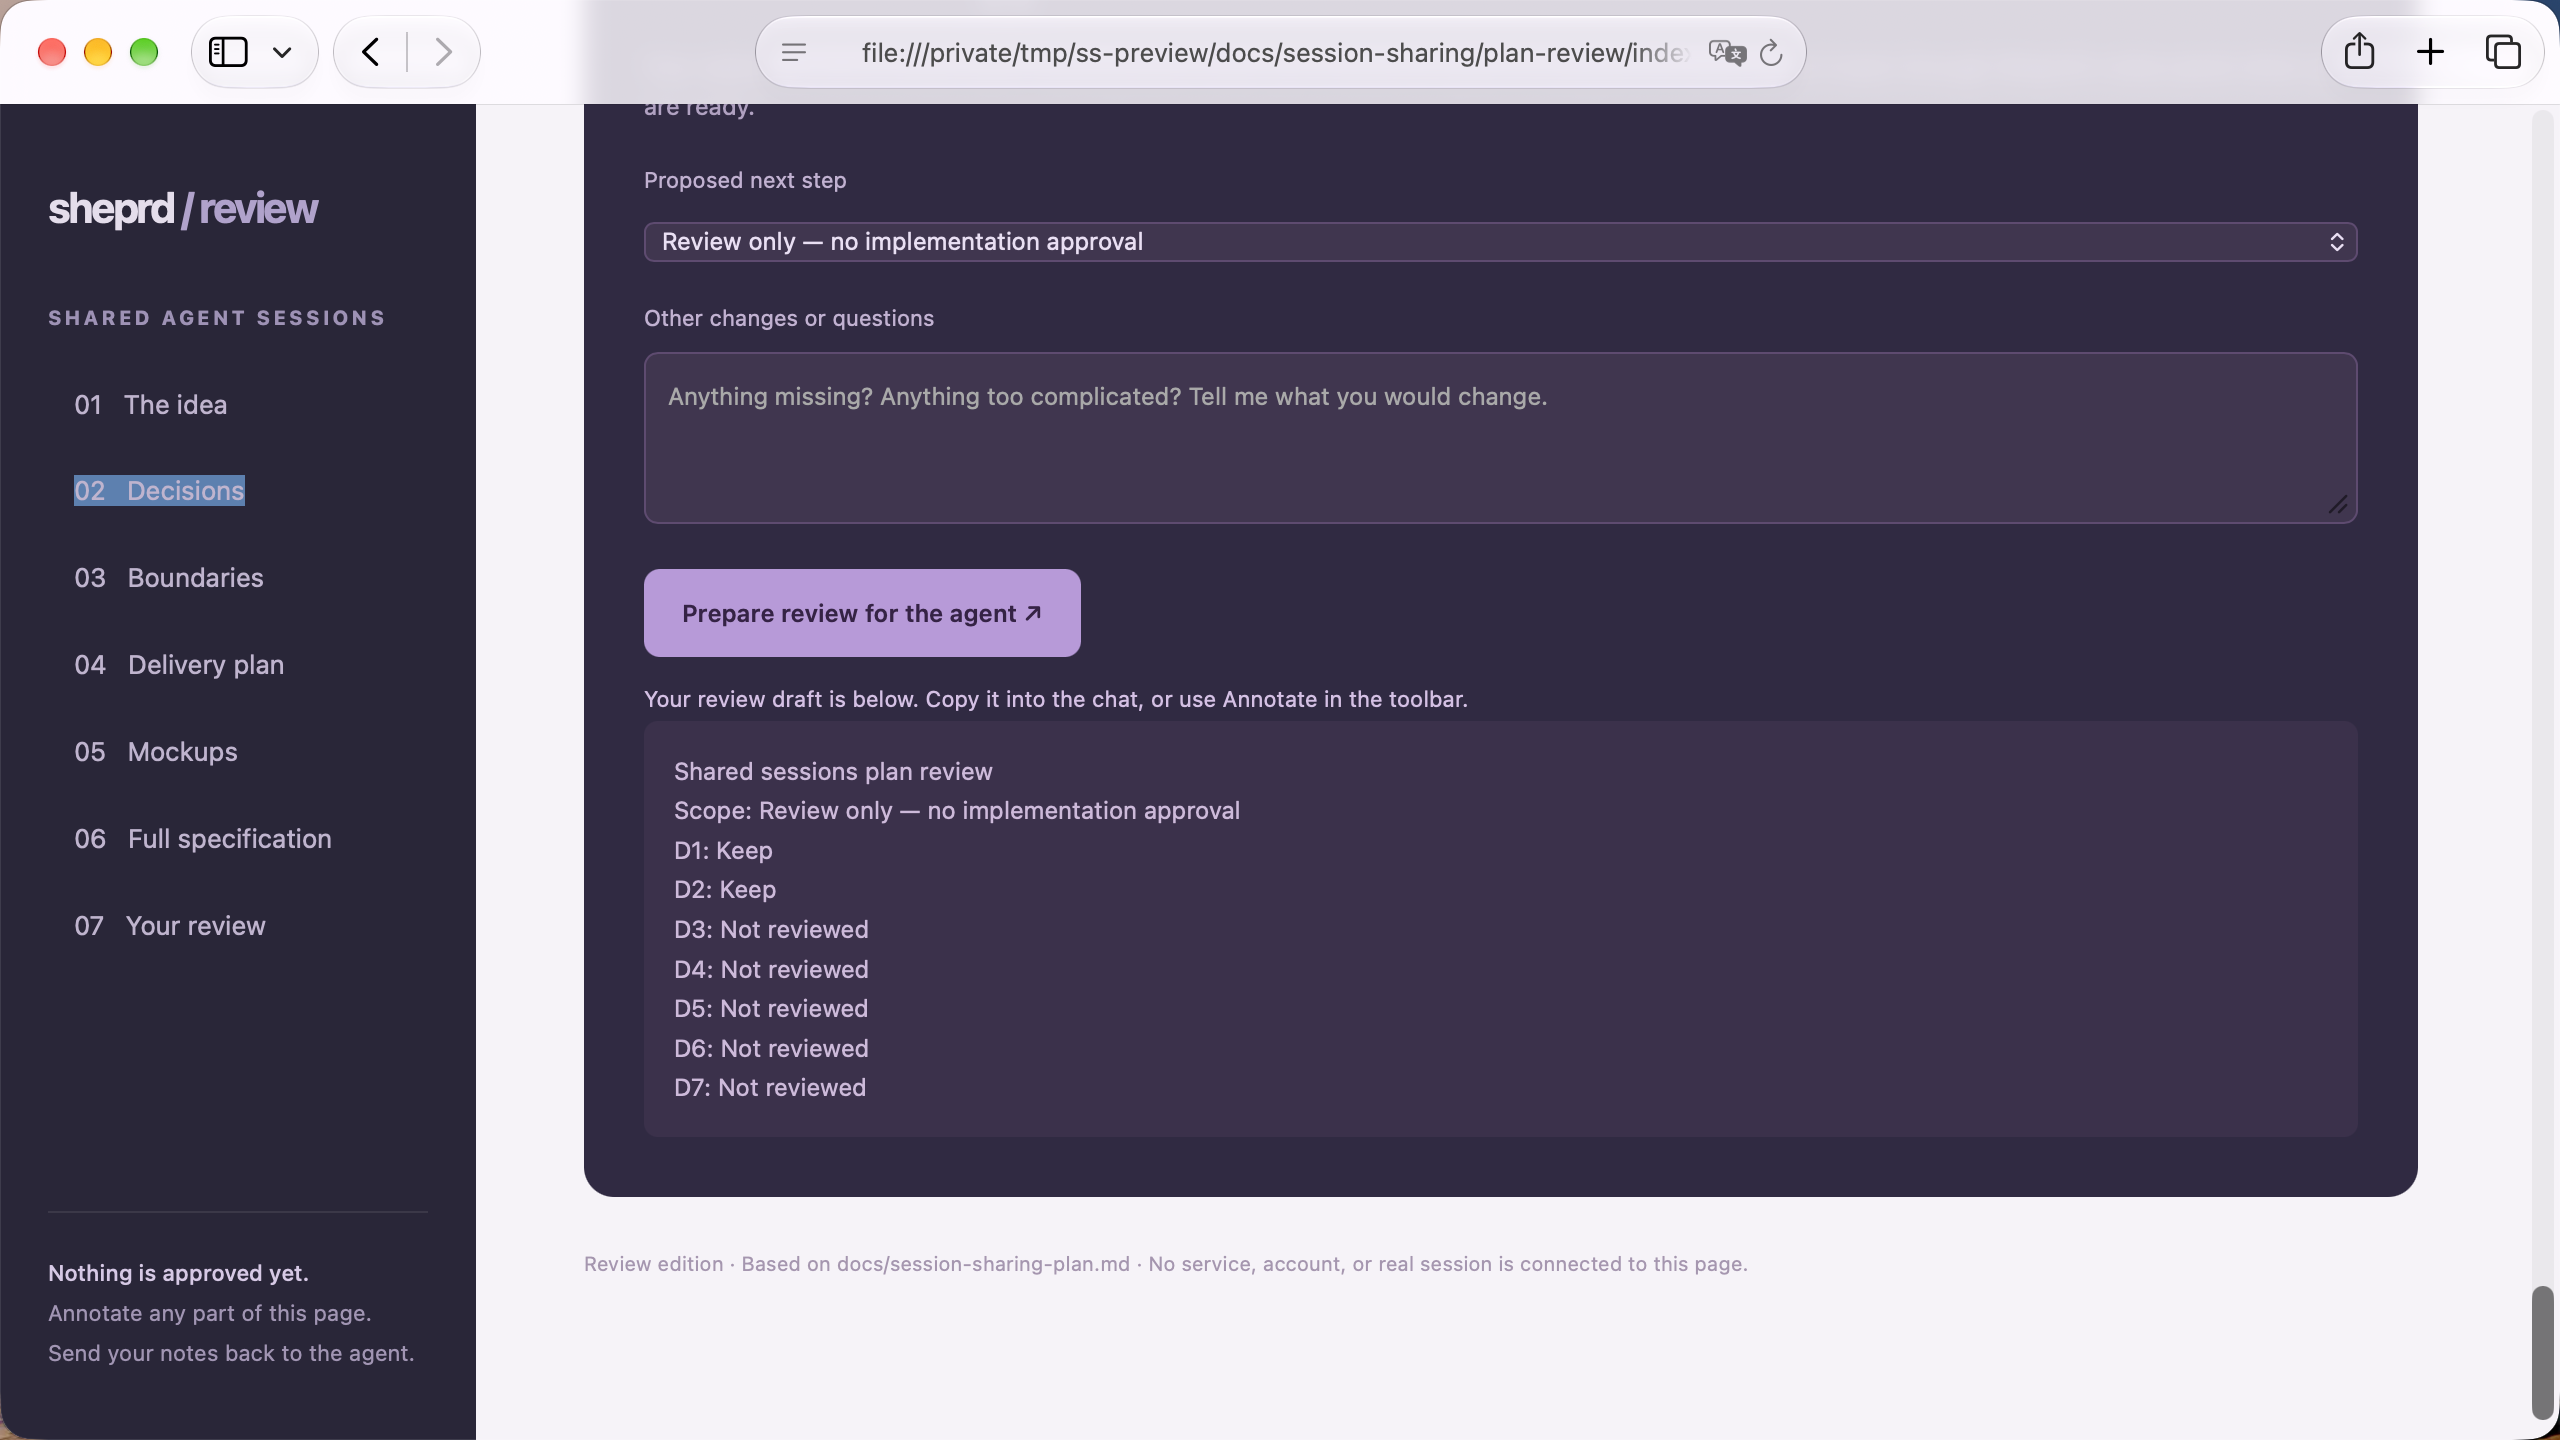 file:///private/tmp/ss-preview/docs/session-sharing/plan-review/inde
sheprd / review
SHARED AGENT SESSIONS
01 The idea
02 Decisions
03 Boundaries
04 Delivery plan
05 Mockups
06 Full specification
07 Your review
Nothing is approved yet.
Annotate any part of this page.
Send your notes back to the agent.
are ready.
Proposed next step
Review only — no implementation approval
Other changes or questions
Anything missing? Anything too complicated? Tell me what you would change.
Prepare review for the agent ↗
Your review draft is below. Copy it into the chat, or use Annotate in the toolbar.
Shared sessions plan review
Scope: Review only — no implementation approval
D1: Keep
D2: Keep
D3: Not reviewed
D4: Not reviewed
D5: Not reviewed
D6: Not reviewed
D7: Not reviewed
Review edition · Based on docs/session-sharing-plan.md · No service, account, or real session is connected to this page.